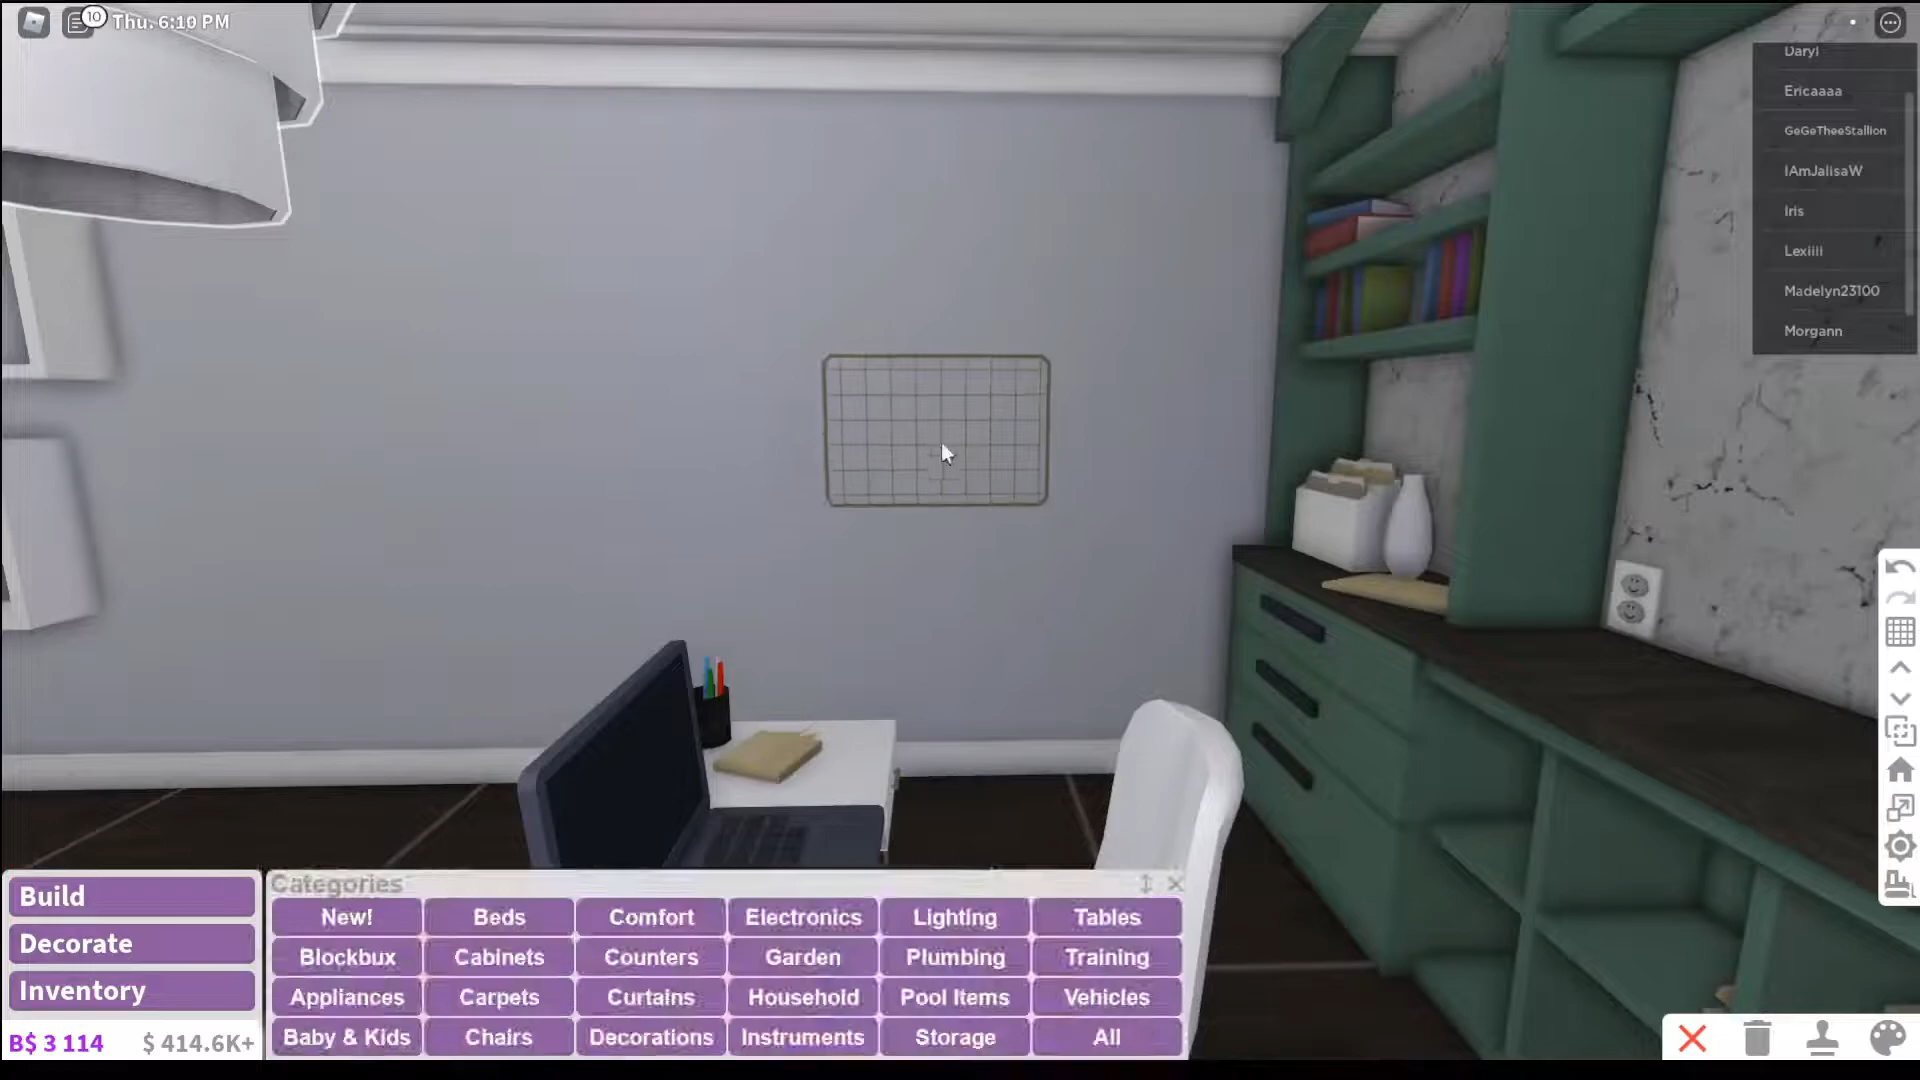 10 Thu. 6:10 PM
Daryl
Ericaaaa
GeGeTheeStallion
IAmJalisaW
Iris
Lexiiii
Madelyn23100
Morgann
Build
Decorate
Inventory
B$ 3 114 $ 414.6K+
Categories
New! Beds Comfort Electronics Lighting Tables
Blockbux Cabinets Counters Garden Plumbing Training
Appliances Carpets Curtains Household Pool Items Vehicles
Baby & Kids Chairs Decorations Instruments Storage All